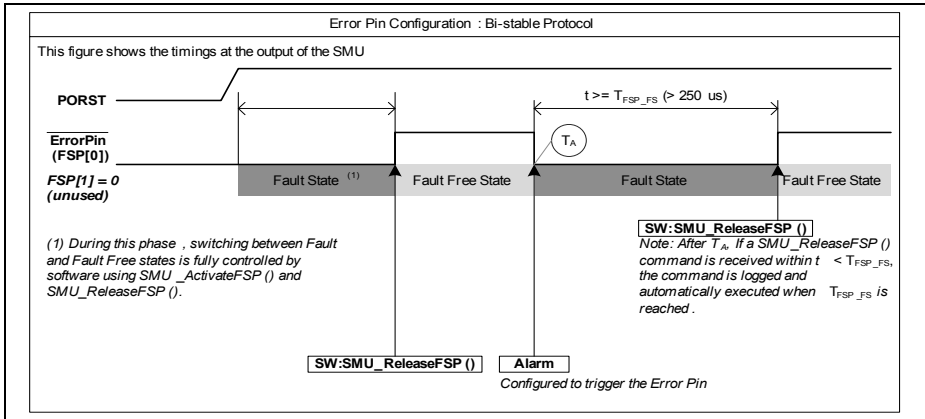 Error Pin Configuration : Bi-stable Protocol
This figure shows the timings at the output of the SMU
t >= TFSP_FS (> 250 us)
PORST
ErrorPin
(FSP[0])
TA
FSP[1] = 0
(unused)
Fault State (1)
Fault Free State
Fault State
Fault Free State
SW:SMU_ReleaseFSP ()
(1) During this phase , switching between Fault
and Fault Free states is fully controlled by
software using SMU _ActivateFSP () and
SMU_ReleaseFSP ().
Note: After TA, If a SMU_ReleaseFSP ()
command is received within t < TFSP_FS,
the command is logged and
automatically executed when TFSP_FS is
reached .
SW:SMU_ReleaseFSP ()
Alarm
Configured to trigger the Error Pin